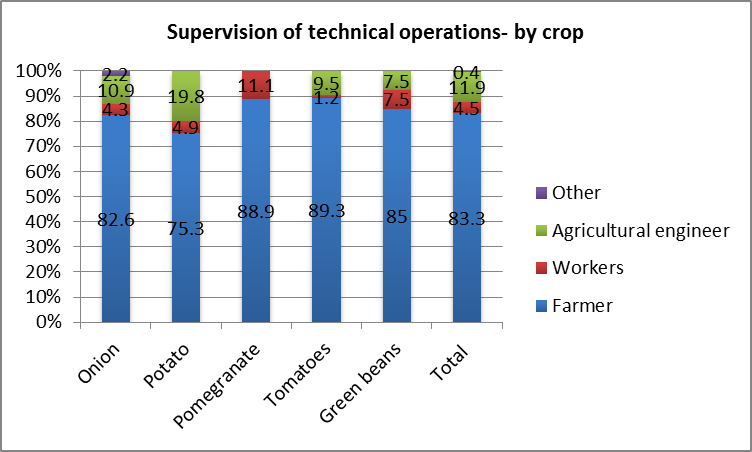 Supervision of technical operations- by crop
100%
90%
80%
70%
60%
50%
40%
30%
20%
10%
0%
2.2
10.9
4.3
82.6
19.8
4.9
75.3
11.1
88.9
9.5
1.2
89.3
7.5
7.5
85
0.4
11.9
4.5
83.3
Onion
Potato
Pomegranate
Tomatoes
Green beans
Total
Other
Agricultural engineer
Workers
Farmer